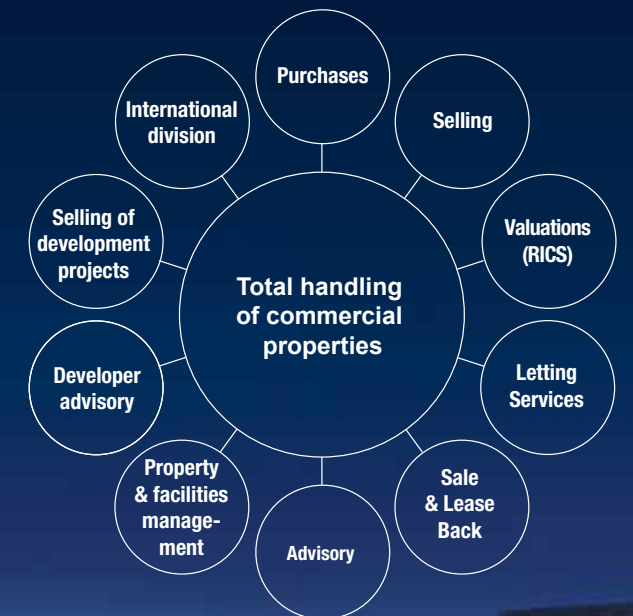 Purchases
Selling
Valuations
(RICS)
Letting
Services
Sale
& Lease
Back
Advisory
Property
& facilities
manage-
ment
Developer
advisory
Selling of
development
projects
International
division
Total handling
of commercial
properties